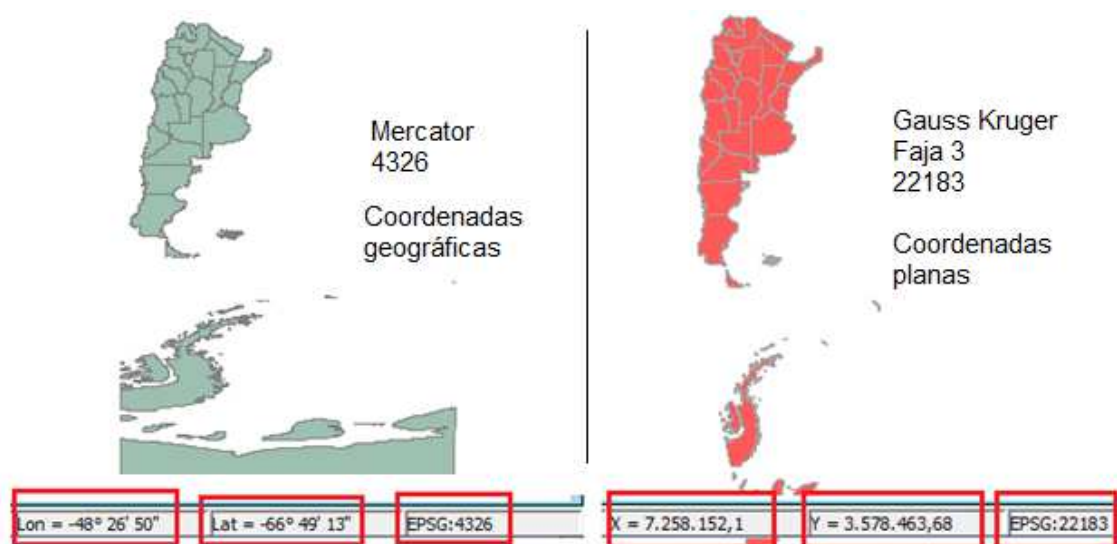 Mercator
4326
Coordenadas
geográficas
Gauss Kruger
Faja 3
22183
Coordenadas
planas
Lon = -48° 26' 50"
Lat = -66° 49' 13"
EPSG:4326
X = 7.258.152,1
Y = 3.578.463,68
EPSG:22183